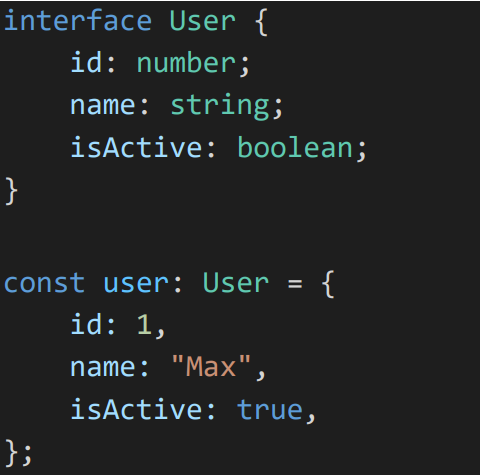 interface User {
    id: number;
    name: string;
    isActive: boolean;
}

const user: User = {
    id: 1,
    name: "Max",
    isActive: true,
};